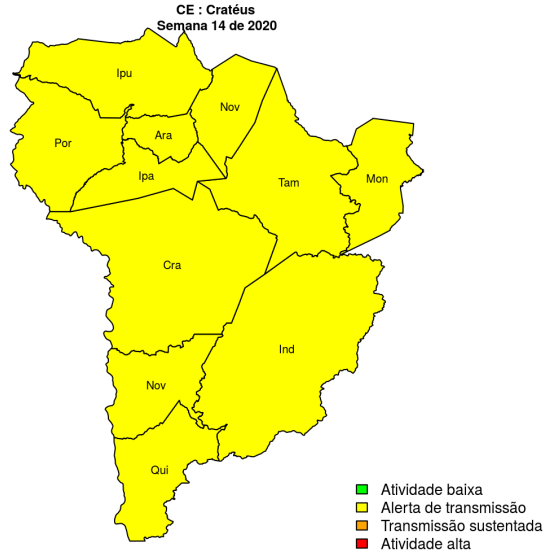 CE : Cratéus
Semana 14 de 2020
Ipu
Nov
Ara
Por
Ipa
Tam
Mon
Cra
Ind
Nov
Qui
Atividade baixa
Alerta de transmissão
Transmissão sustentada
Atividade alta